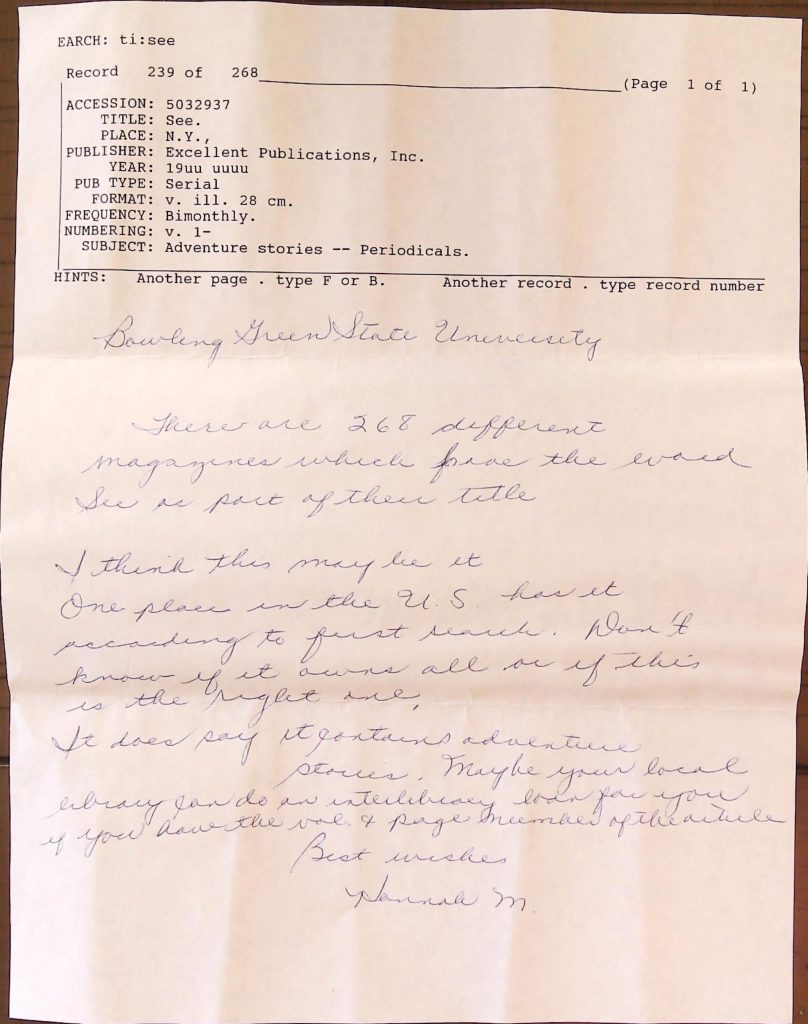 EARCH: ti:see
Record 239 of 268 (Page 1 of 1)
ACCESSION: 5032937
TITLE: See.
PLACE: N.Y.,
PUBLISHER: Excellent Publications, Inc.
YEAR: 19uu uuuu
PUB TYPE: Serial
FORMAT: v. ill. 28 cm.
FREQUENCY: Bimonthly.
NUMBERING: v. 1-
SUBJECT: Adventure stories -- Periodicals.
HINTS: Another page . type F or B. Another record . type record number
Bowling Green State University
There are 268 different
magazines which have the word
See as part of their title
I think this may be it
One place in the U.S. has it
according to first search. Don't
know if it owns all or if this
is the right one,
It does say it contains adventure
stories. Maybe your local
library can do an interlibrary loan for you
if you have the vol. & page number of the article
Best wishes
Hannah M.